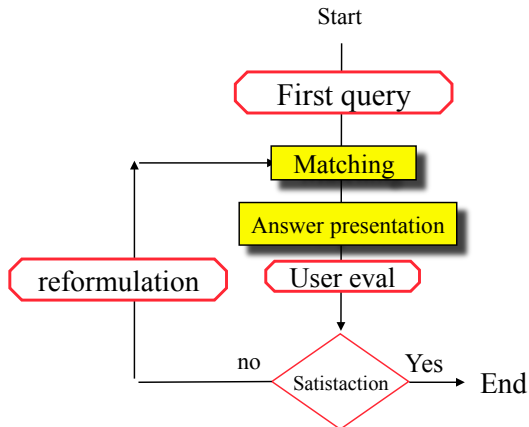 Start
First query
Matching
Answer presentation
User eval
reformulation
no
Yes
Satistaction
End